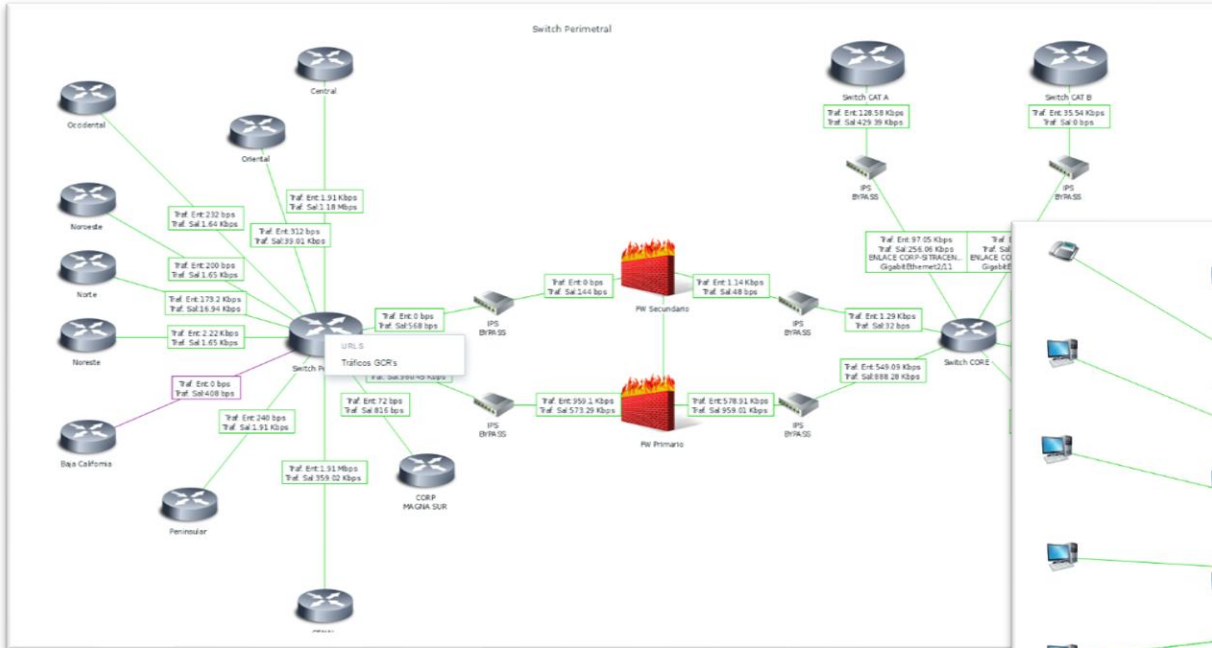 Switch Perimetral
Central
Occidental
Oriental
Switch CAT A
Switch CAT B
Traf. Ent:128.58 Kbps
Traf. Sal:429.39 Kbps
Traf. Ent:35.54 Kbps
Traf. Sal:0 bps
IPS
BYPASS
IPS
BYPASS
Traf. Ent:1.91 Kbps
Traf. Sal:1.18 Mbps
Traf. Ent:232 bps
Traf. Sal:1.64 Kbps
Traf. Ent:312 bps
Traf. Sal:39.01 Kbps
Noroeste
Traf. Ent:97.05 Kbps
Traf. Sal:256.06 Kbps
ENLACE CORP-SITRACEN...
GigabitEthernet2/11
Traf.
Traf. Sal
ENLACE CO
Traf. Ent:200 bps
Traf. Sal:1.65 Kbps
Norte
Traf. Ent:0 bps
Traf. Sal:144 bps
Traf. Ent:1.14 Kbps
Traf. Sal:48 bps
Traf. Ent:173.2 Kbps
Traf. Sal:16.94 Kbps
FW Secundario
Traf. Ent:0 bps
Traf. Sal:568 bps
IPS
BYPASS
IPS
BYPASS
Traf. Ent:1.29 Kbps
Traf. Sal:32 bps
Traf. Ent:2.22 Kbps
Traf. Sal:1.65 Kbps
Noreste
URLS
Tráficos GCR's
Switch
Switch CORE
Traf. Ent:549.09 Kbps
Traf. Sal:888.28 Kbps
Traf. Ent:0 bps
Traf. Sal:408 bps
Traf. Ent:72 bps
Traf. Sal:816 bps
Traf. Ent:959.1 Kbps
Traf. Sal:573.29 Kbps
Traf. Ent:578.91 Kbps
Traf. Sal:959.01 Kbps
IPS
BYPASS
IPS
BYPASS
Traf. Ent:240 bps
Traf. Sal:1.91 Kbps
FW Primario
Baja California
Traf. Ent:1.91 Mbps
Traf. Sal:359.02 Kbps
CORP
MAGNA SUR
Peninsular